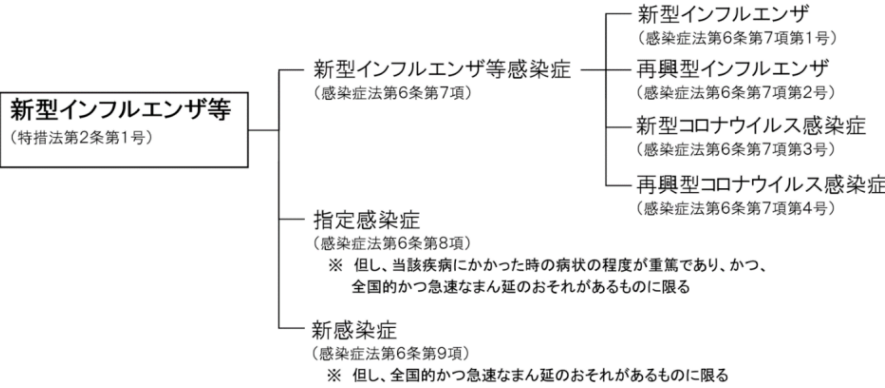 新型インフルエンザ等
（特措法第2条第1号）
新型インフルエンザ等感染症
（感染症法第6条第7項）
新型インフルエンザ
（感染症法第6条第7項第1号）
再興型インフルエンザ
（感染症法第6条第7項第2号）
新型コロナウイルス感染症
（感染症法第6条第7項第3号）
再興型コロナウイルス感染症
（感染症法第6条第7項第4号）
指定感染症
（感染症法第6条第8項）
※ 但し、当該疾病にかかった時の病状の程度が重篤であり、かつ、
全国的かつ急速なまん延のおそれがあるものに限る
新感染症
（感染症法第6条第9項）
※ 但し、全国的かつ急速なまん延のおそれがあるものに限る